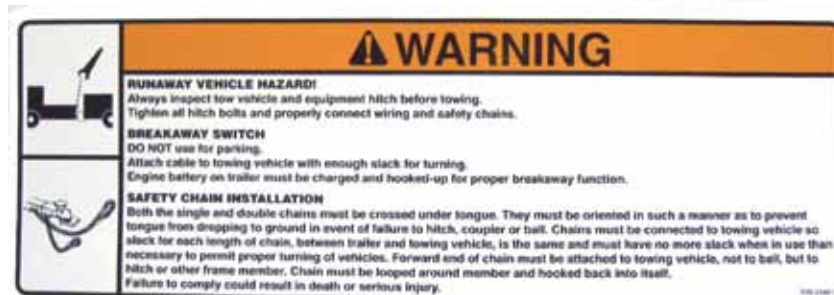 WARNING
RUNAWAY VEHICLE HAZARD!
Always inspect tow vehicle and equipment hitch before towing.
Tighten all hitch bolts and properly connect wiring and safety chains.
BREAKAWAY SWITCH
DO NOT use for parking.
Attach cable to towing vehicle with enough slack for turning.
Engine battery on trailer must be charged and hooked-up for proper breakaway function.
SAFETY CHAIN INSTALLATION
Both the single and double chains must be crossed under tongue. They must be oriented in such a manner as to prevent
tongue from dropping to ground in event of failure to hitch, coupler or ball. Chains must be connected to towing vehicle so
slack for each length of chain, between trailer and towing vehicle, is the same and must have no more slack when in use than
necessary to permit proper turning of vehicles. Forward end of chain must be attached to towing vehicle, not to ball, but to
hitch or other frame member. Chain must be looped around member and hooked back into itself.
Failure to comply could result in death or serious injury.